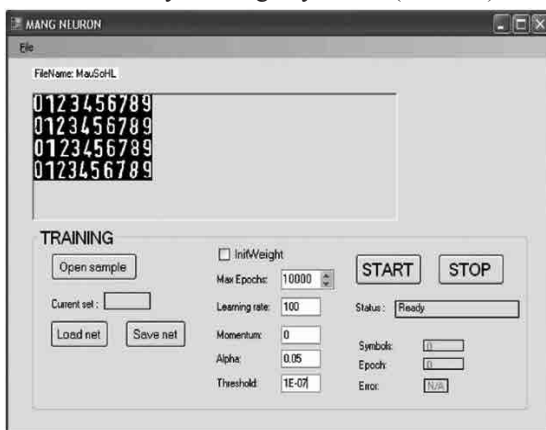 MANG NEURON
File
FileName: MauSoHL
0123456789
0123456789
0123456789
0123456789
TRAINING
Open sample
Current set :
Load net
Save net
InitWeight
Max Epochs: 10000
Learning rate: 100
Momentum: 0
Alpha: 0.05
Threshold: 1E-07
START
STOP
Status : Ready
Symbols: 0
Epoch: 0
Error: N/A